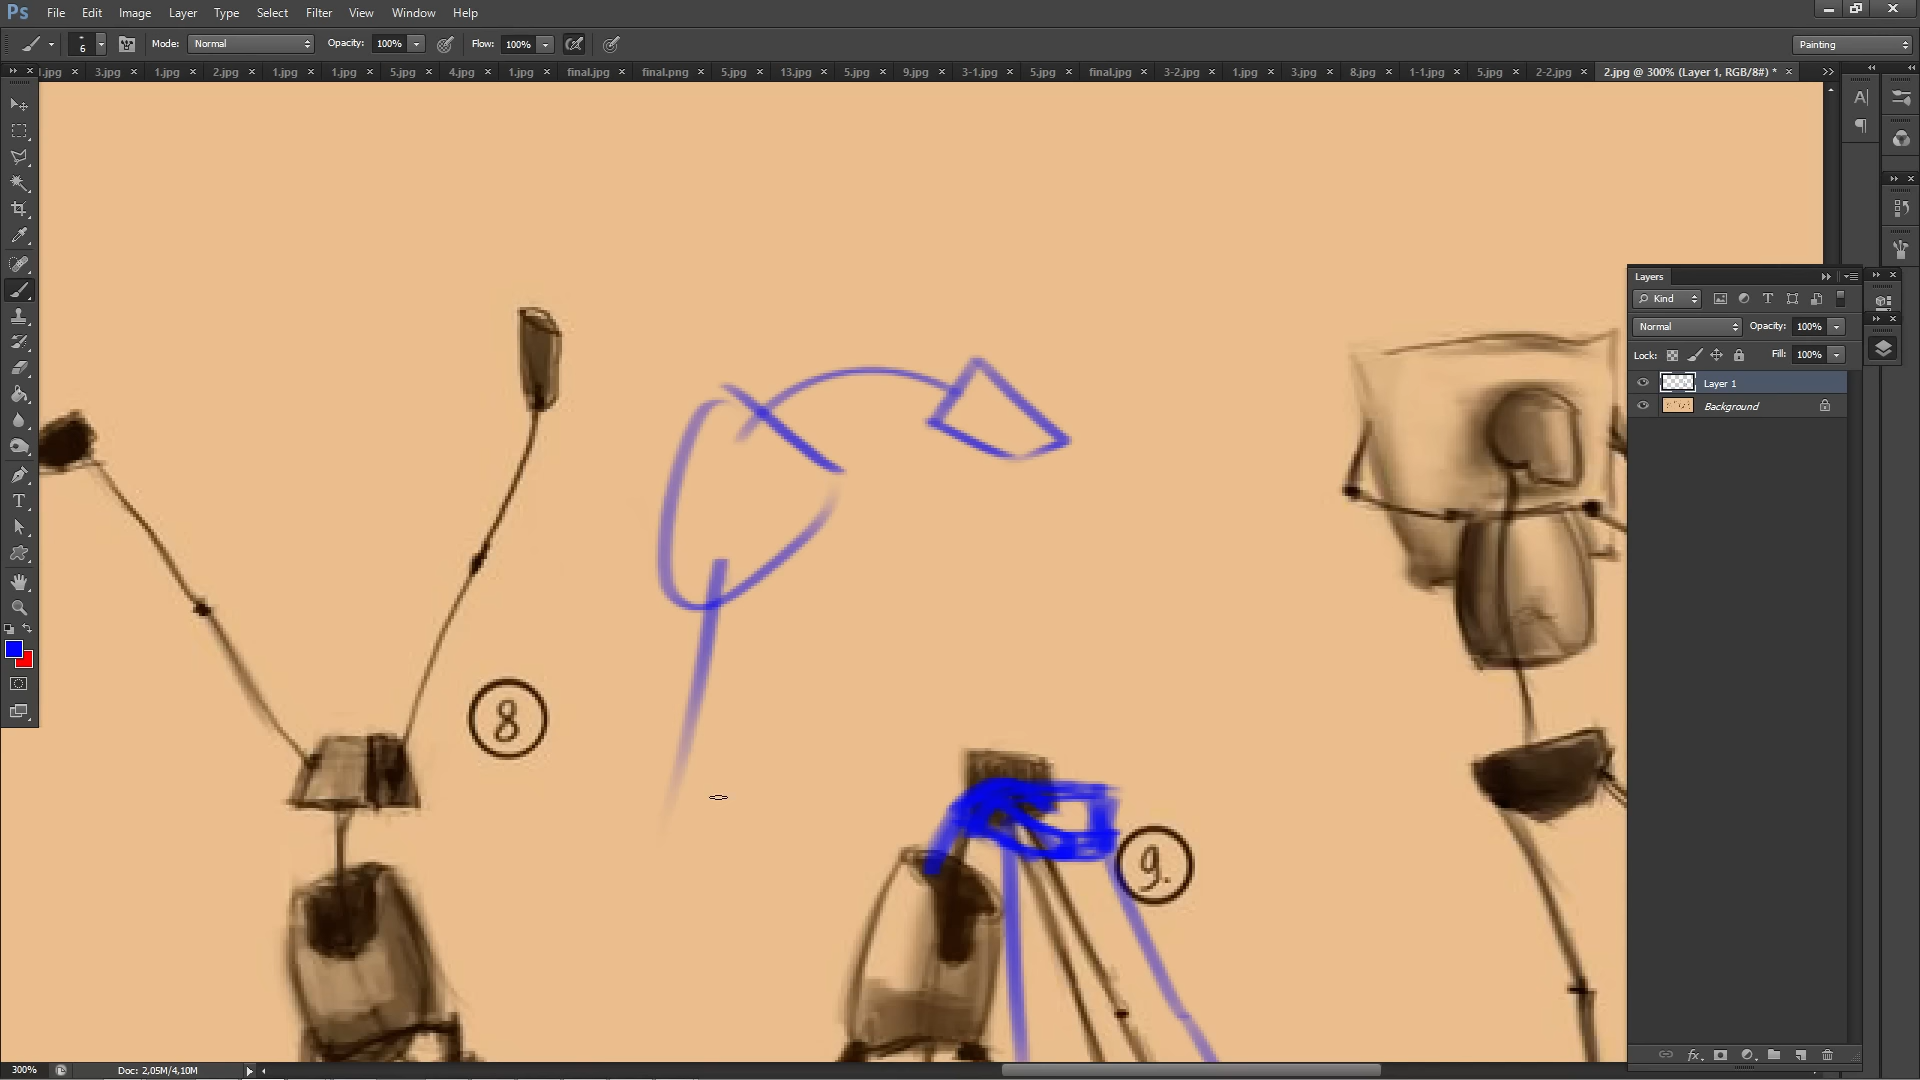 Ps File Edit Image Layer Type Select Filter View Window Help
6 Mode: Normal Opacity: 100% Flow: 100% Painting
1.jpg 3.jpg 1.jpg 2.jpg 1.jpg 1.jpg 5.jpg 4.jpg 1.jpg final.jpg final.png 5.jpg 13.jpg 5.jpg 9.jpg 3-1.jpg 5.jpg final.jpg 3-2.jpg 1.jpg 3.jpg 8.jpg 1-1.jpg 5.jpg 2-2.jpg 2.jpg @ 300% (Layer 1, RGB/8#) *
Layers
Kind
Normal Opacity: 100%
Lock: Fill: 100%
Layer 1
Background
8
9.
300% Doc: 2,05M/4,10M